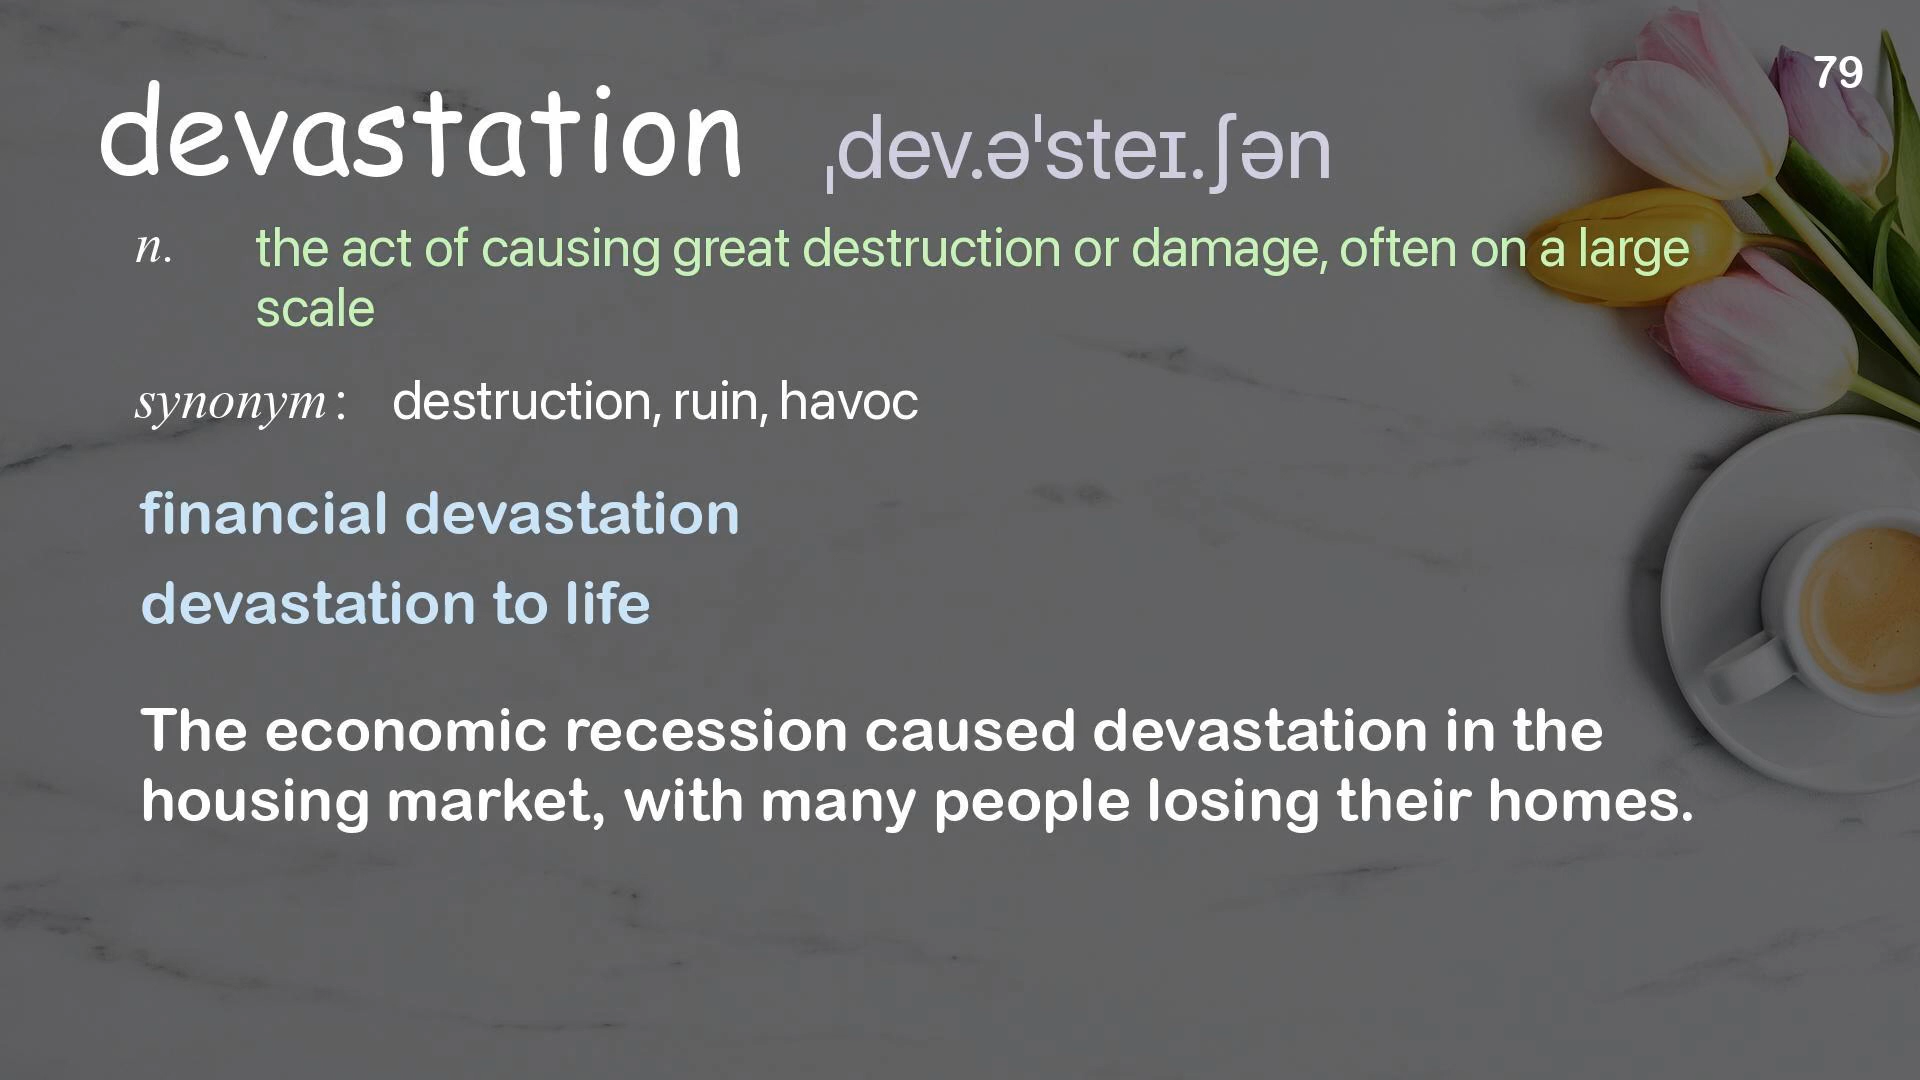 79
devastation ˌdev.əˈsteɪ.ʃən
n. the act of causing great destruction or damage, often on a large
scale
synonym: destruction, ruin, havoc
financial devastation
devastation to life
The economic recession caused devastation in the
housing market, with many people losing their homes.